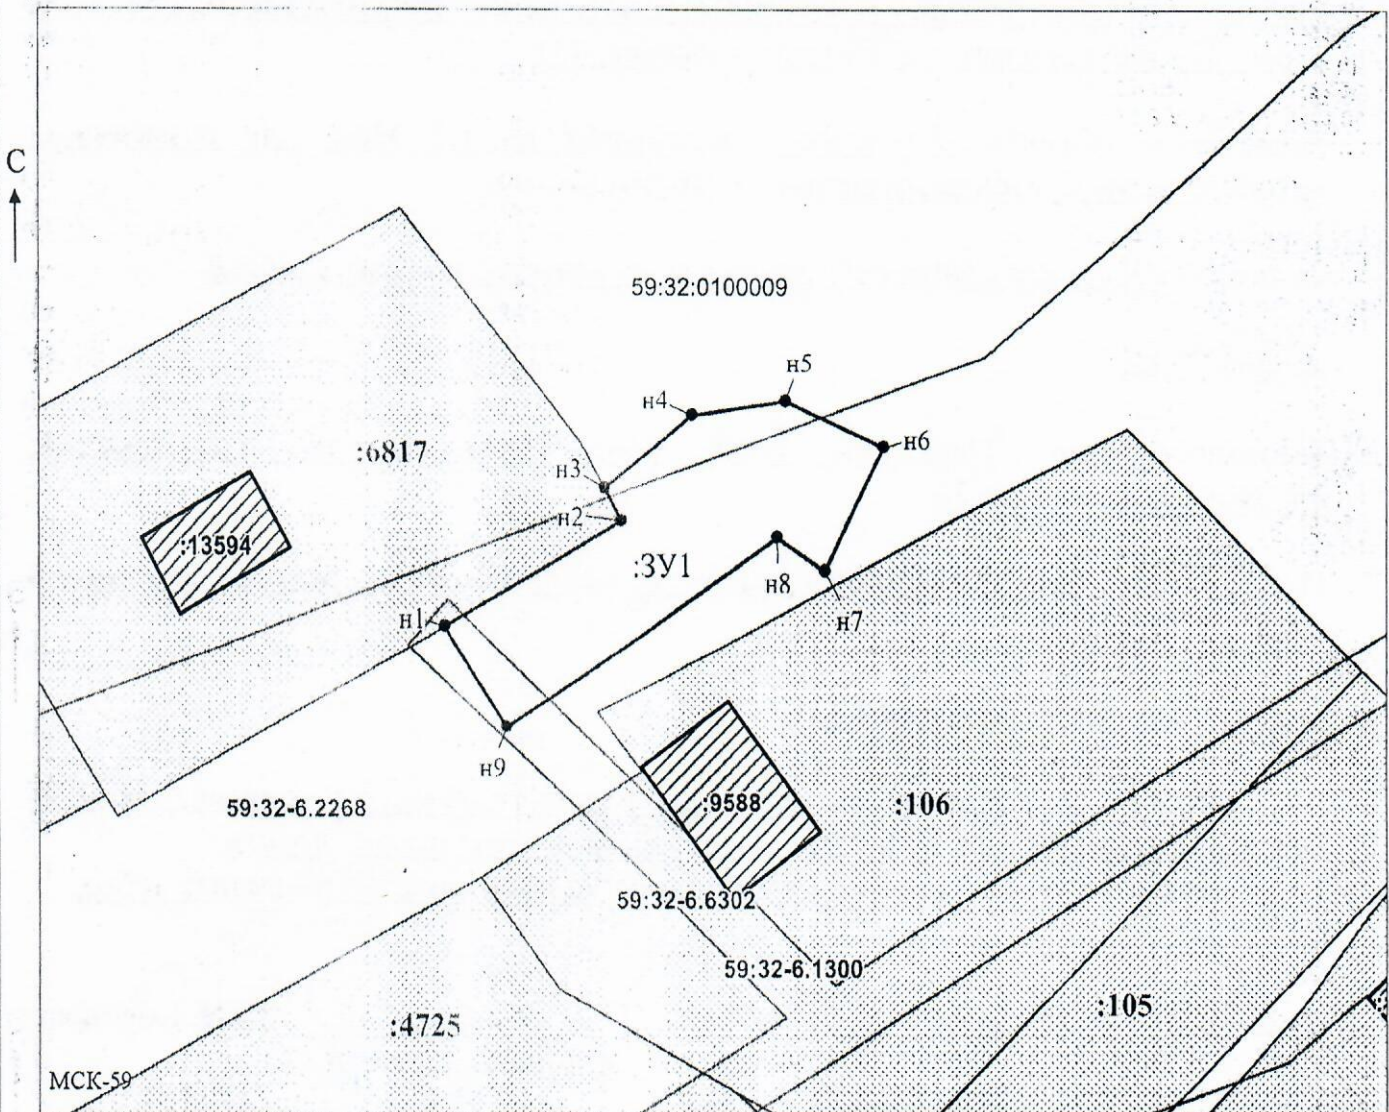 С
59:32:0100009
н5
н4
н6
:6817
н3
н2
:13594
:ЗУ1
н8
н1
н7
н9
59:32-6.2268
:9588
:106
59:32-6.6302
59:32-6.1300
:105
:4725
МСК-59